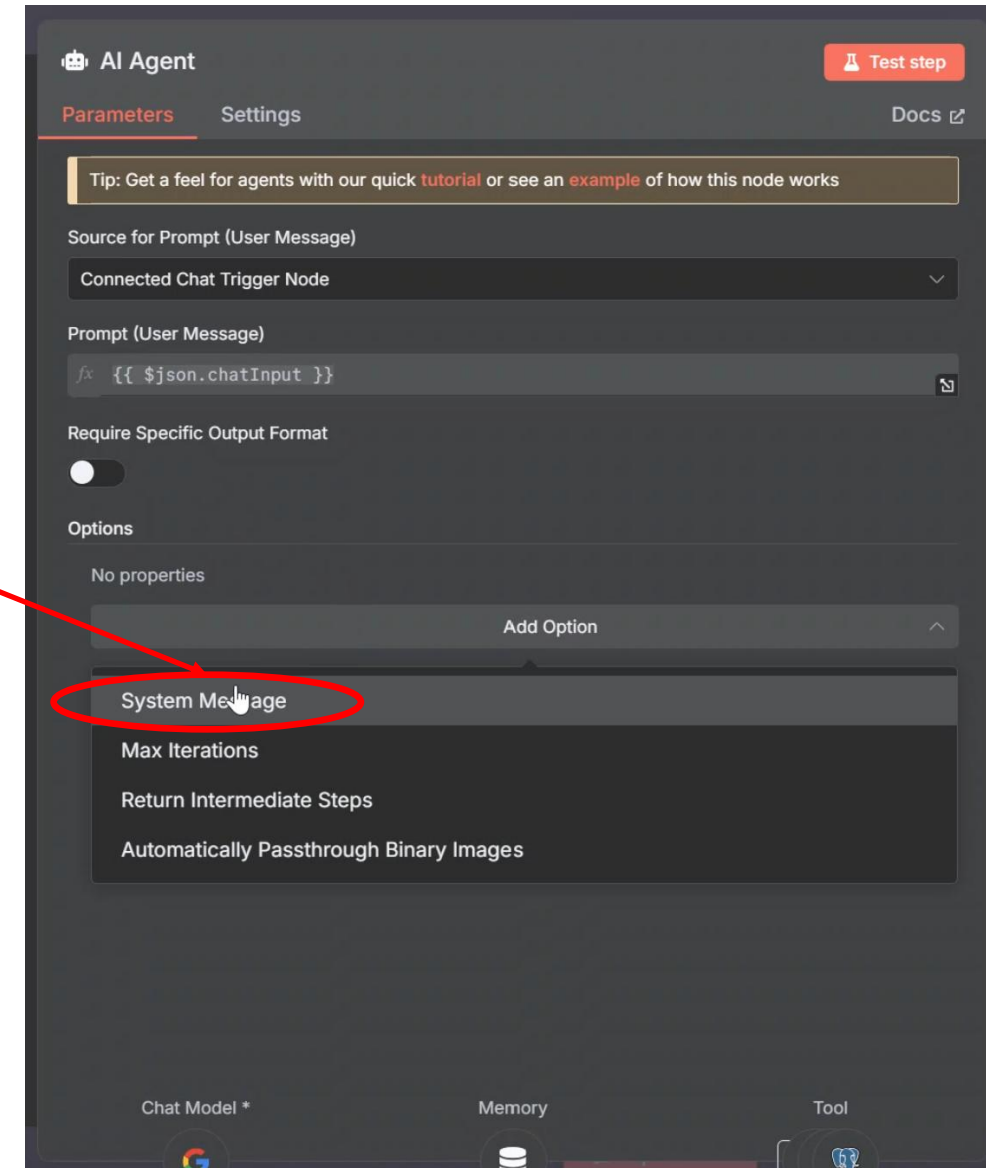 AI Agent
Test step
Parameters
Settings
Docs
Tip: Get a feel for agents with our quick tutorial or see an example of how this node works
Source for Prompt (User Message)
Connected Chat Trigger Node
Prompt (User Message)
fx {{ $json.chatInput }}
Require Specific Output Format
Options
No properties
Add Option
System Message
Max Iterations
Return Intermediate Steps
Automatically Passthrough Binary Images
Chat Model *
Memory
Tool